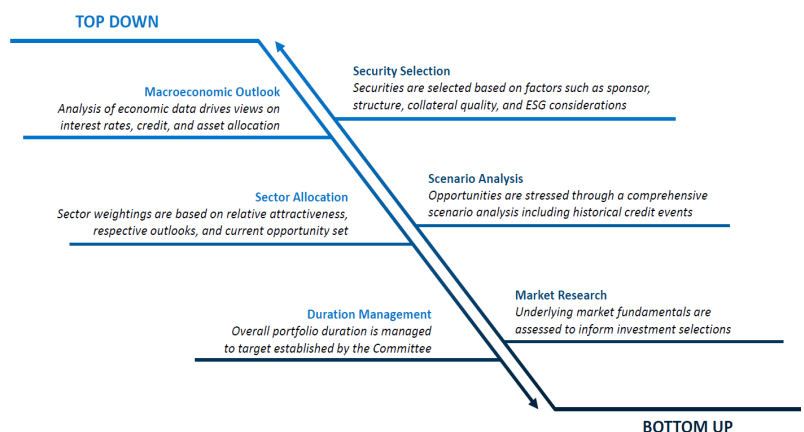 TOP DOWN
Macroeconomic Outlook
Analysis of economic data drives views on
interest rates, credit, and asset allocation
Sector Allocation
Sector weightings are based on relative attractiveness,
respective outlooks, and current opportunity set
Duration Management
Overall portfolio duration is managed
to target established by the Committee
Security Selection
Securities are selected based on factors such as sponsor,
structure, collateral quality, and ESG considerations
Scenario Analysis
Opportunities are stressed through a comprehensive
scenario analysis including historical credit events
Market Research
Underlying market fundamentals are
assessed to inform investment selections
BOTTOM UP